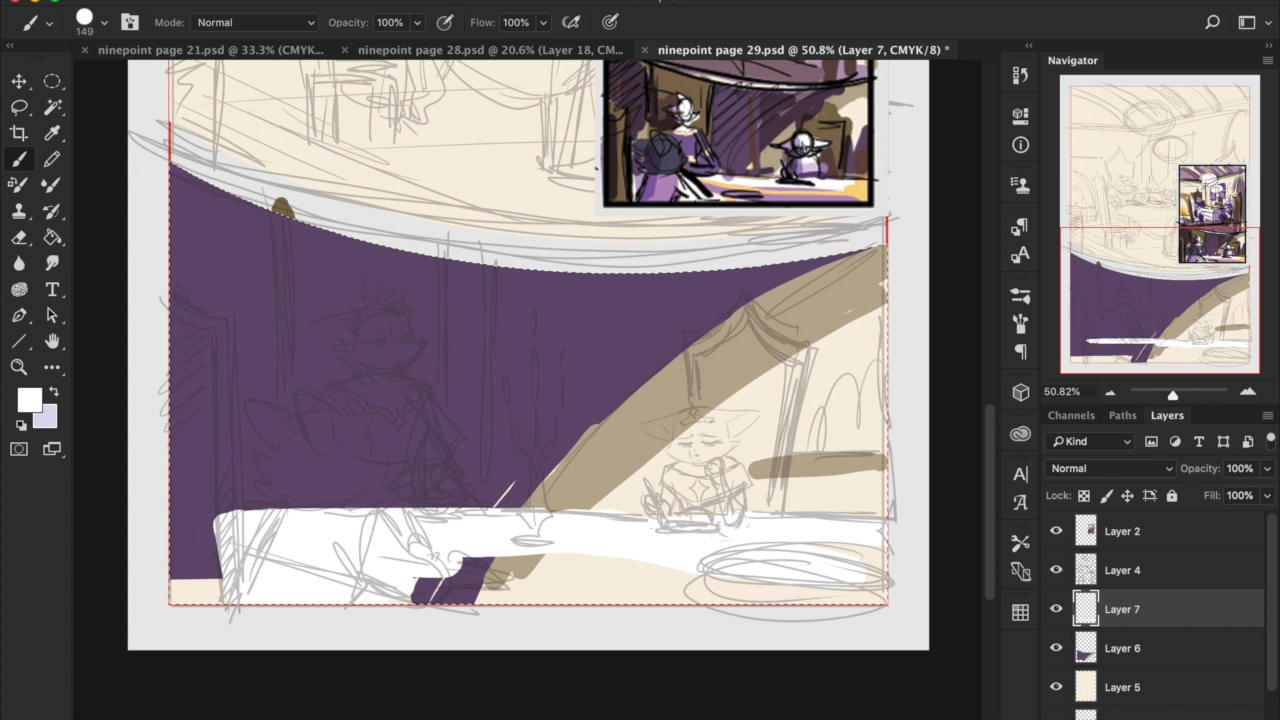 149
Mode: Normal
Opacity: 100%
Flow: 100%
ninepoint page 21.psd @ 33.3% (CMYK...
ninepoint page 28.psd @ 20.6% (Layer 18, CM...
ninepoint page 29.psd @ 50.8% (Layer 7, CMYK/8) *
Navigator
50.82%
Channels
Paths
Layers
Kind
Normal
Opacity: 100%
Lock:
Fill: 100%
Layer 2
Layer 4
Layer 7
Layer 6
Layer 5